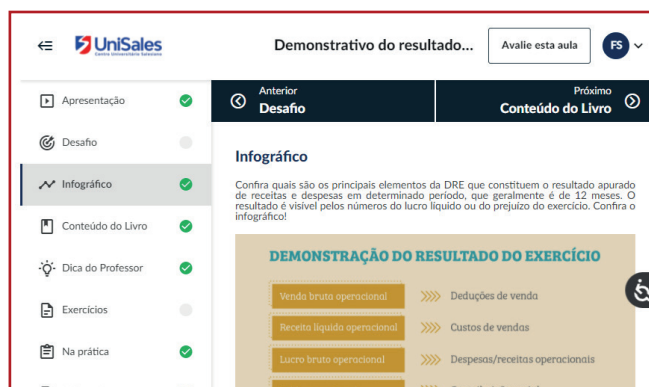 UniSales
Centro Universitário Salesiano
Demonstrativo do resultado...
Avalie esta aula
FS
Apresentação
Desafio
Infográfico
Conteúdo do Livro
Dica do Professor
Exercícios
Na prática
Anterior
Desafio
Próximo
Conteúdo do Livro
Infográfico
Confira quais são os principais elementos da DRE que constituem o resultado apurado
de receitas e despesas em determinado período, que geralmente é de 12 meses. O
resultado é visível pelos números do lucro líquido ou do prejuízo do exercício. Confira o
infográfico!
DEMONSTRAÇÃO DO RESULTADO DO EXERCÍCIO
Venda bruta operacional
Deduções de venda
Receita líquida operacional
Custos de vendas
Lucro bruto operacional
Despesas/receitas operacionais